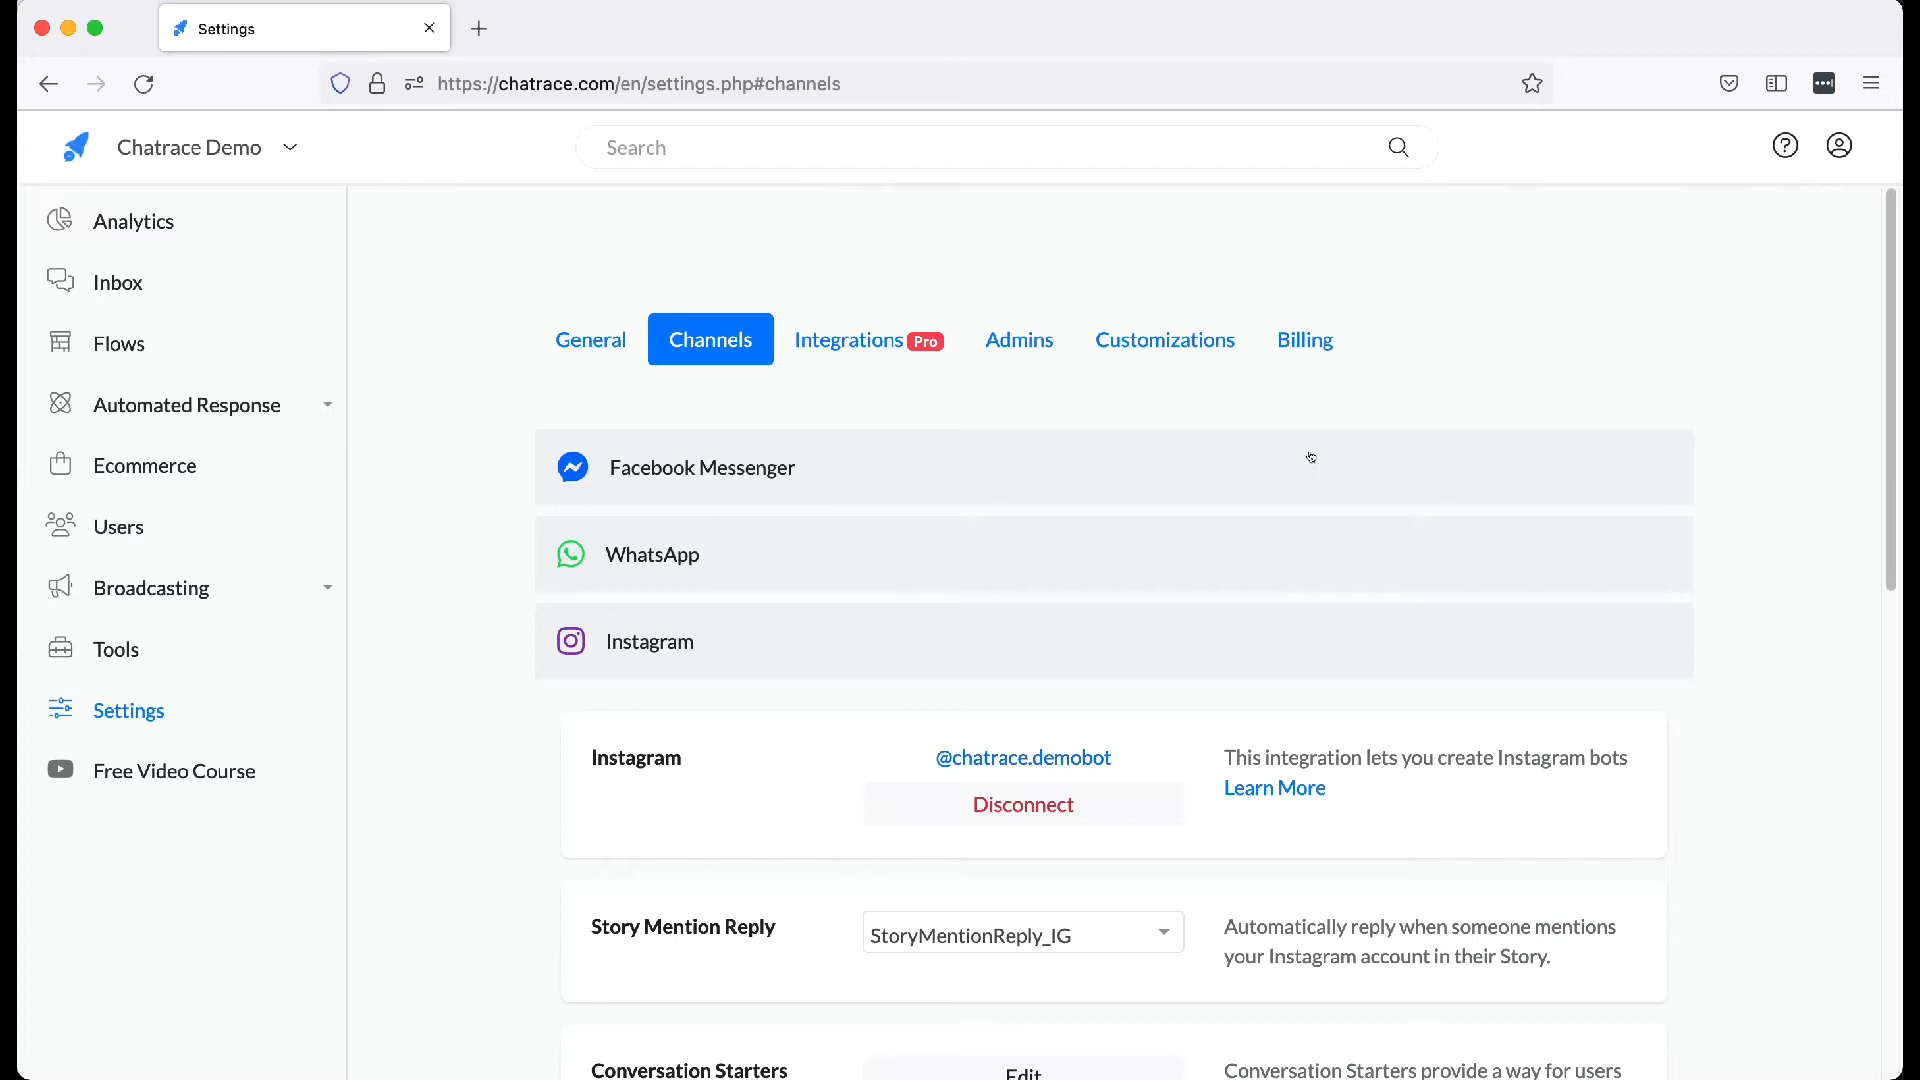 Settings
https://chatrace.com/en/settings.php#channels
Chatrace Demo
Search
Analytics
Inbox
Flows
Automated Response
Ecommerce
Users
Broadcasting
Tools
Settings
Free Video Course
General Channels Integrations Pro Admins Customizations Billing
Facebook Messenger
WhatsApp
Instagram
Instagram
@chatrace.demobot
Disconnect
This integration lets you create Instagram bots
Learn More
Story Mention Reply
StoryMentionReply_IG
Automatically reply when someone mentions
your Instagram account in their Story.
Conversation Starters
Edit
Conversation Starters provide a way for users